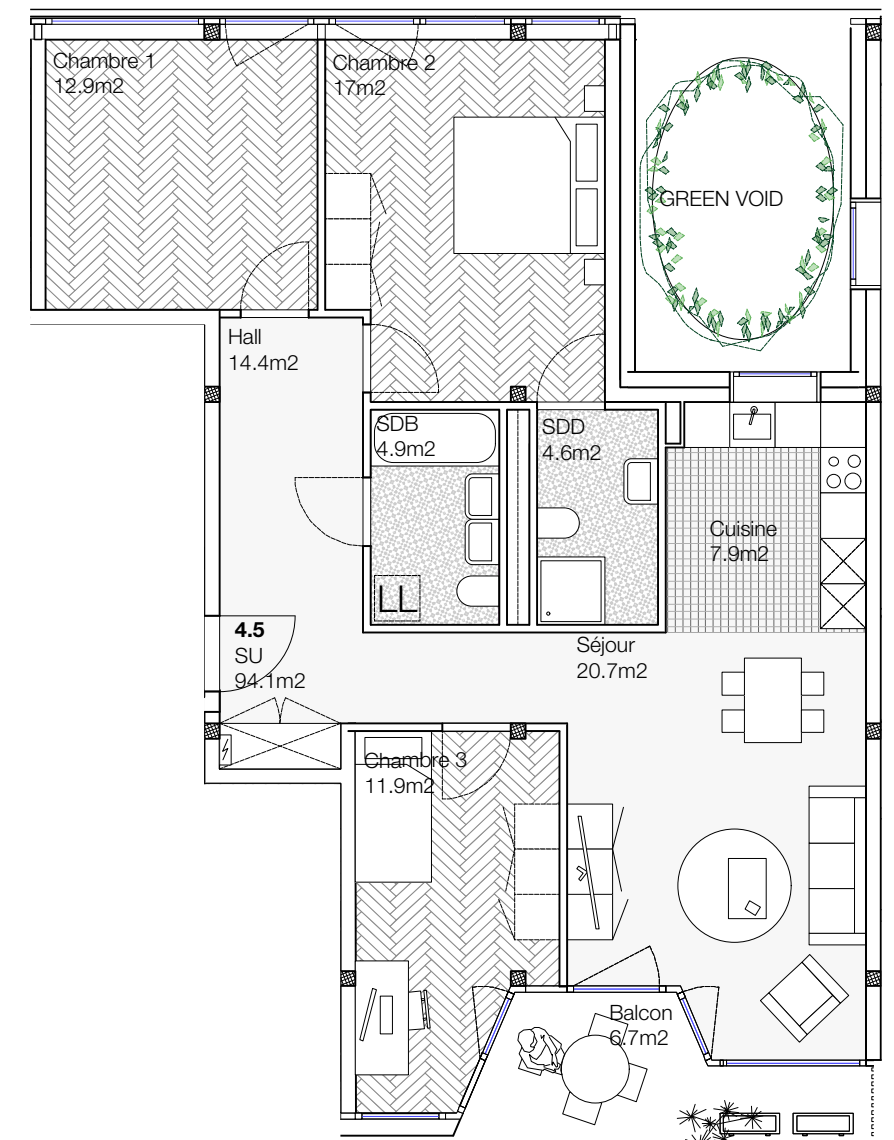 Chambre 1
12.9m2
Chambre 2
17m2
GREEN VOID
Hall
14.4m2
SDB
4.9m2
SDD
4.6m2
Cuisine
7.9m2
LL
4.5
SU
94.1m2
Séjour
20.7m2
Chambre 3
11.9m2
Balcon
6.7m2